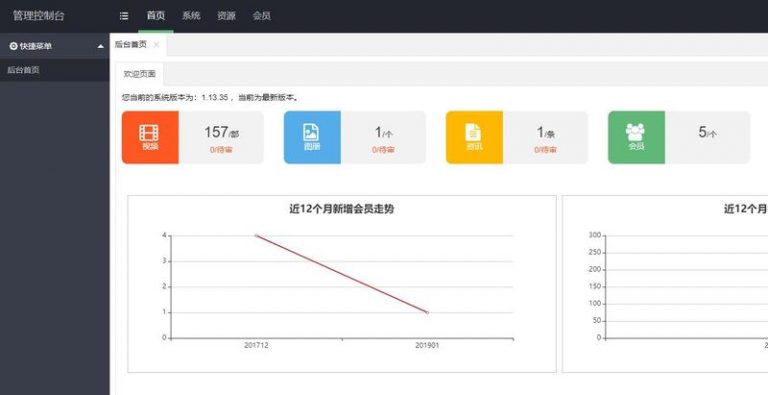 管理控制台 首页 系统 资源 会员
快捷菜单
后台首页
后台首页
欢迎页面
您当前的系统版本为：1.13.35 ，当前为最新版本。
视频 157/部
0/待审
图册 1/个
0/待审
资讯 1/条
0/待审
会员 5/个
近12个月新增会员走势
4
3
2
1
0
201712 201901
近12个月
300
250
200
150
100
50
0
2